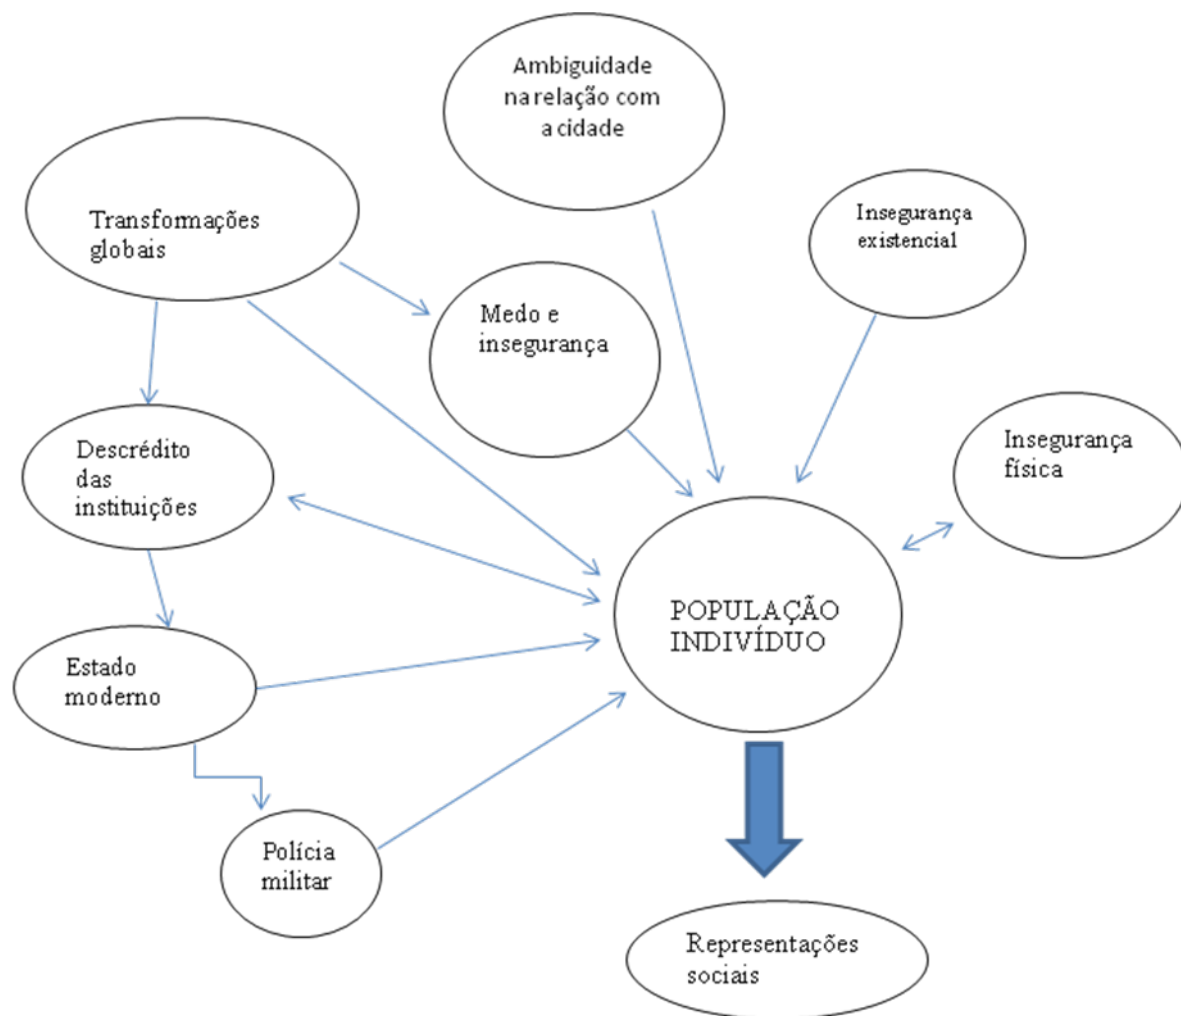 Ambiguidade
na relação com
a cidade
Transformações
globais
Insegurança
existencial
Medo e
insegurança
Descrédito
das
instituições
Insegurança
física
POPULAÇÃO
INDIVÍDUO
Estado
moderno
Polícia
militar
Representações
sociais